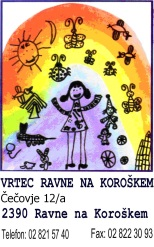 VRTEC RAVNE NA KOROŠKEM
Čečovje 12/a
2390 Ravne na Koroškem
Telefon: 02 821 57 40 Fax: 02 822 30 93